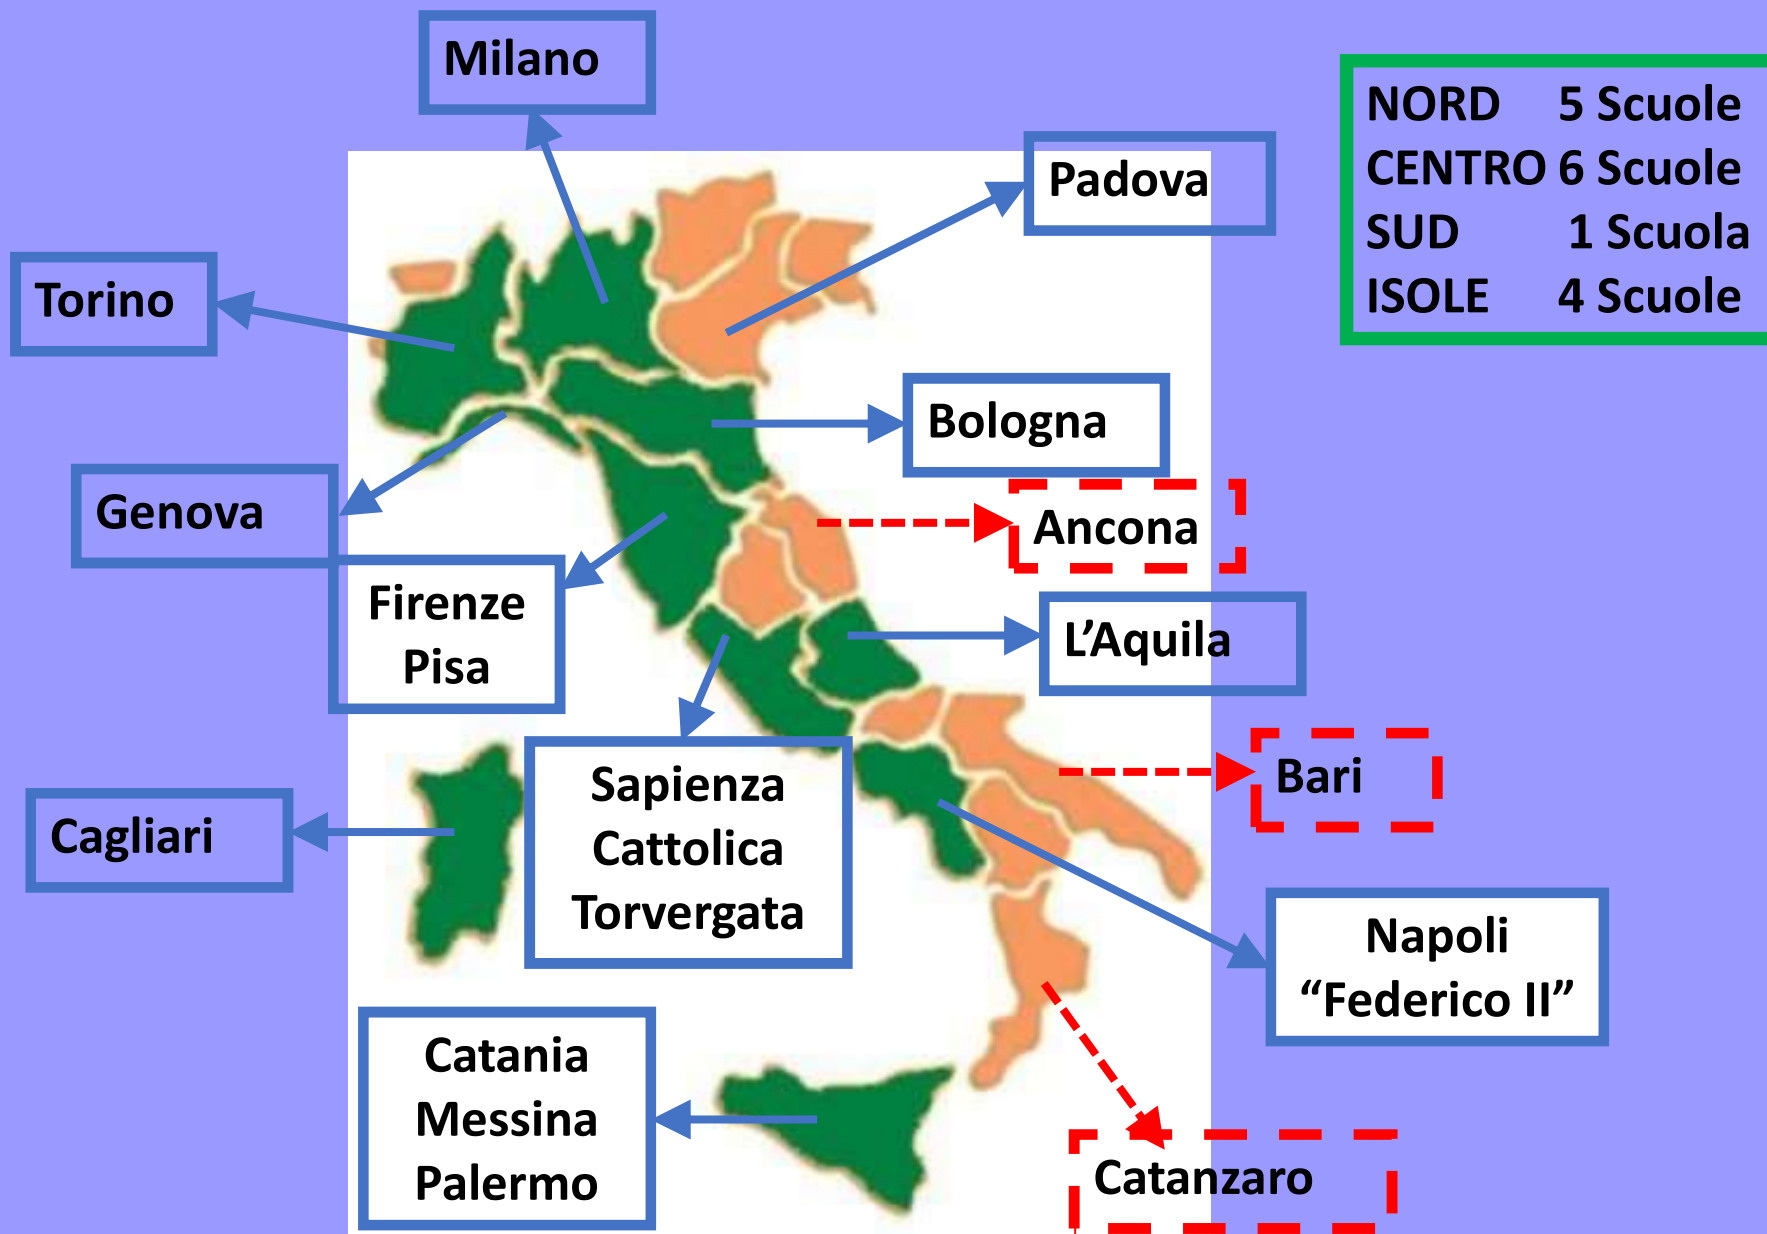 Milano
NORD 5 Scuole
CENTRO 6 Scuole
SUD 1 Scuola
ISOLE 4 Scuole
Padova
Torino
Bologna
Genova
Ancona
Firenze
Pisa
L’Aquila
Sapienza
Cattolica
Torvergata
Bari
Cagliari
Napoli
“Federico II”
Catania
Messina
Palermo
Catanzaro